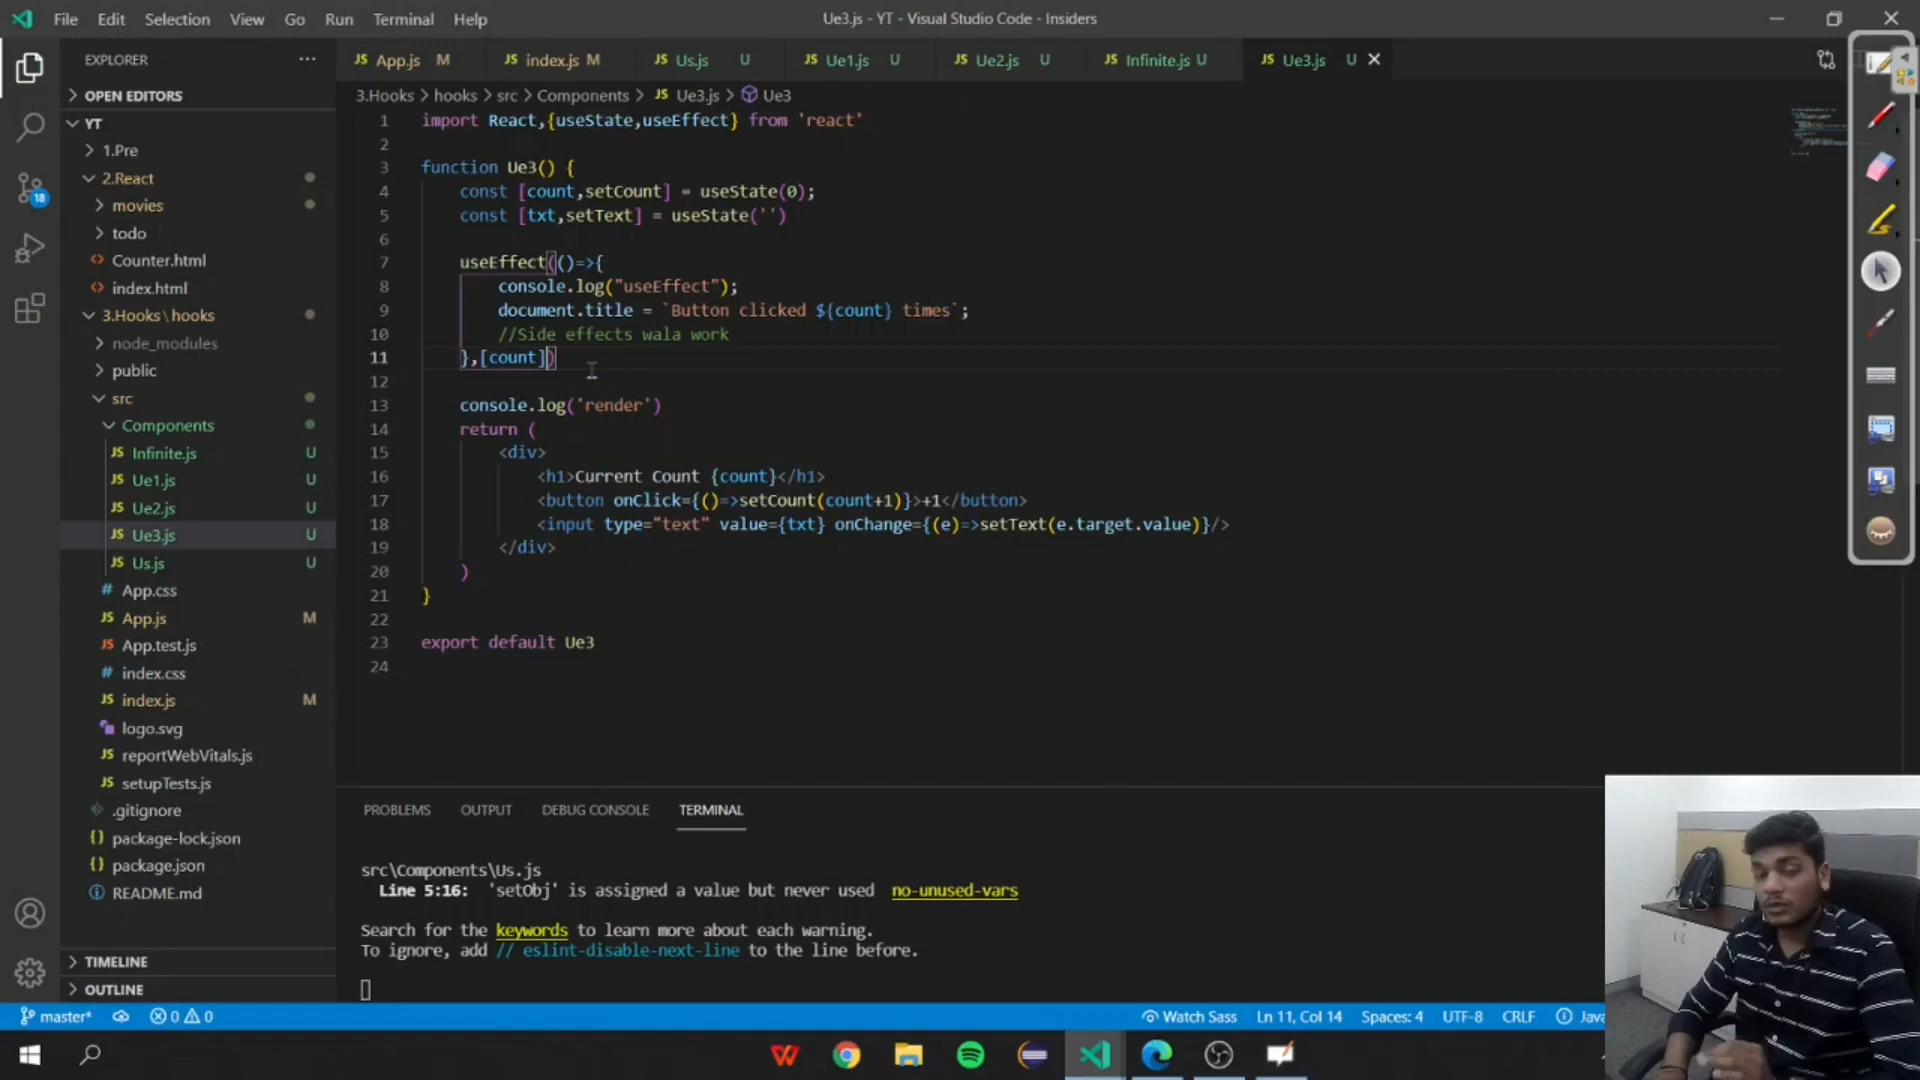 File Edit Selection View Go Run Terminal Help
Ue3.js - YT - Visual Studio Code - Insiders
EXPLORER
OPEN EDITORS
YT
1.Pre
2.React
movies
todo
Counter.html
index.html
3.Hooks\hooks
node_modules
public
src
Components
Infinite.js U
Ue1.js U
Ue2.js U
Ue3.js U
Us.js U
App.css
App.js M
App.test.js
index.css
index.js M
logo.svg
reportWebVitals.js
setupTests.js
.gitignore
package-lock.json
package.json
README.md
TIMELINE
OUTLINE
18
JS App.js M JS index.js M JS Us.js U JS Ue1.js U JS Ue2.js U JS Infinite.js U JS Ue3.js U
3.Hooks > hooks > src > Components > JS Ue3.js > Ue3
1 import React,{useState,useEffect} from 'react'
2
3 function Ue3() {
4 const [count,setCount] = useState(0);
5 const [txt,setText] = useState('')
6
7 useEffect(()=>{
8 console.log("useEffect");
9 document.title = `Button clicked ${count} times`;
10 //Side effects wala work
11 },[count])
12
13 console.log('render')
14 return (
15 <div>
16 <h1>Current Count {count}</h1>
17 <button onClick={()=>setCount(count+1)}>+1</button>
18 <input type="text" value={txt} onChange={(e)=>setText(e.target.value)}/>
19 </div>
20 )
21 }
22
23 export default Ue3
24
PROBLEMS OUTPUT DEBUG CONSOLE TERMINAL
src\Components\Us.js
Line 5:16: 'setObj' is assigned a value but never used no-unused-vars
Search for the keywords to learn more about each warning.
To ignore, add // eslint-disable-next-line to the line before.
master* 0 0 Watch Sass Ln 11, Col 14 Spaces: 4 UTF-8 CRLF Java